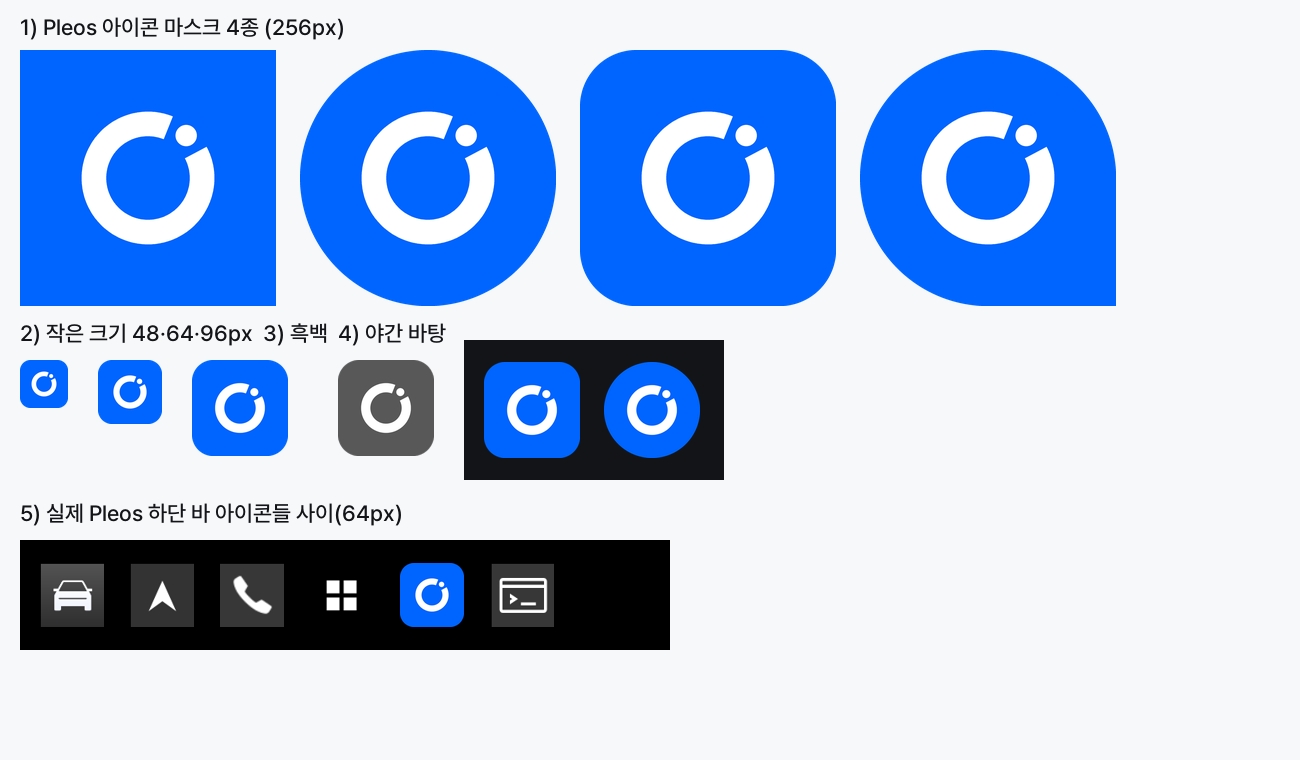 1) Pleos 아이콘 마스크 4종 (256px)
2) 작은 크기 48·64·96px 3) 흑백 4) 야간 바탕
5) 실제 Pleos 하단 바 아이콘들 사이(64px)